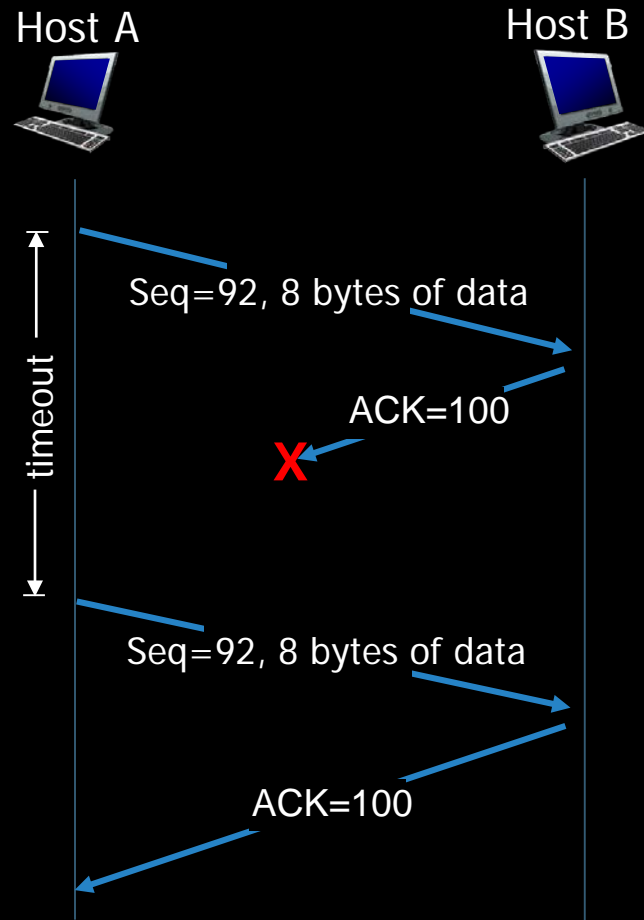 Host A
Host B
Seq=92, 8 bytes of data
ACK=100
timeout
X
Seq=92, 8 bytes of data
ACK=100